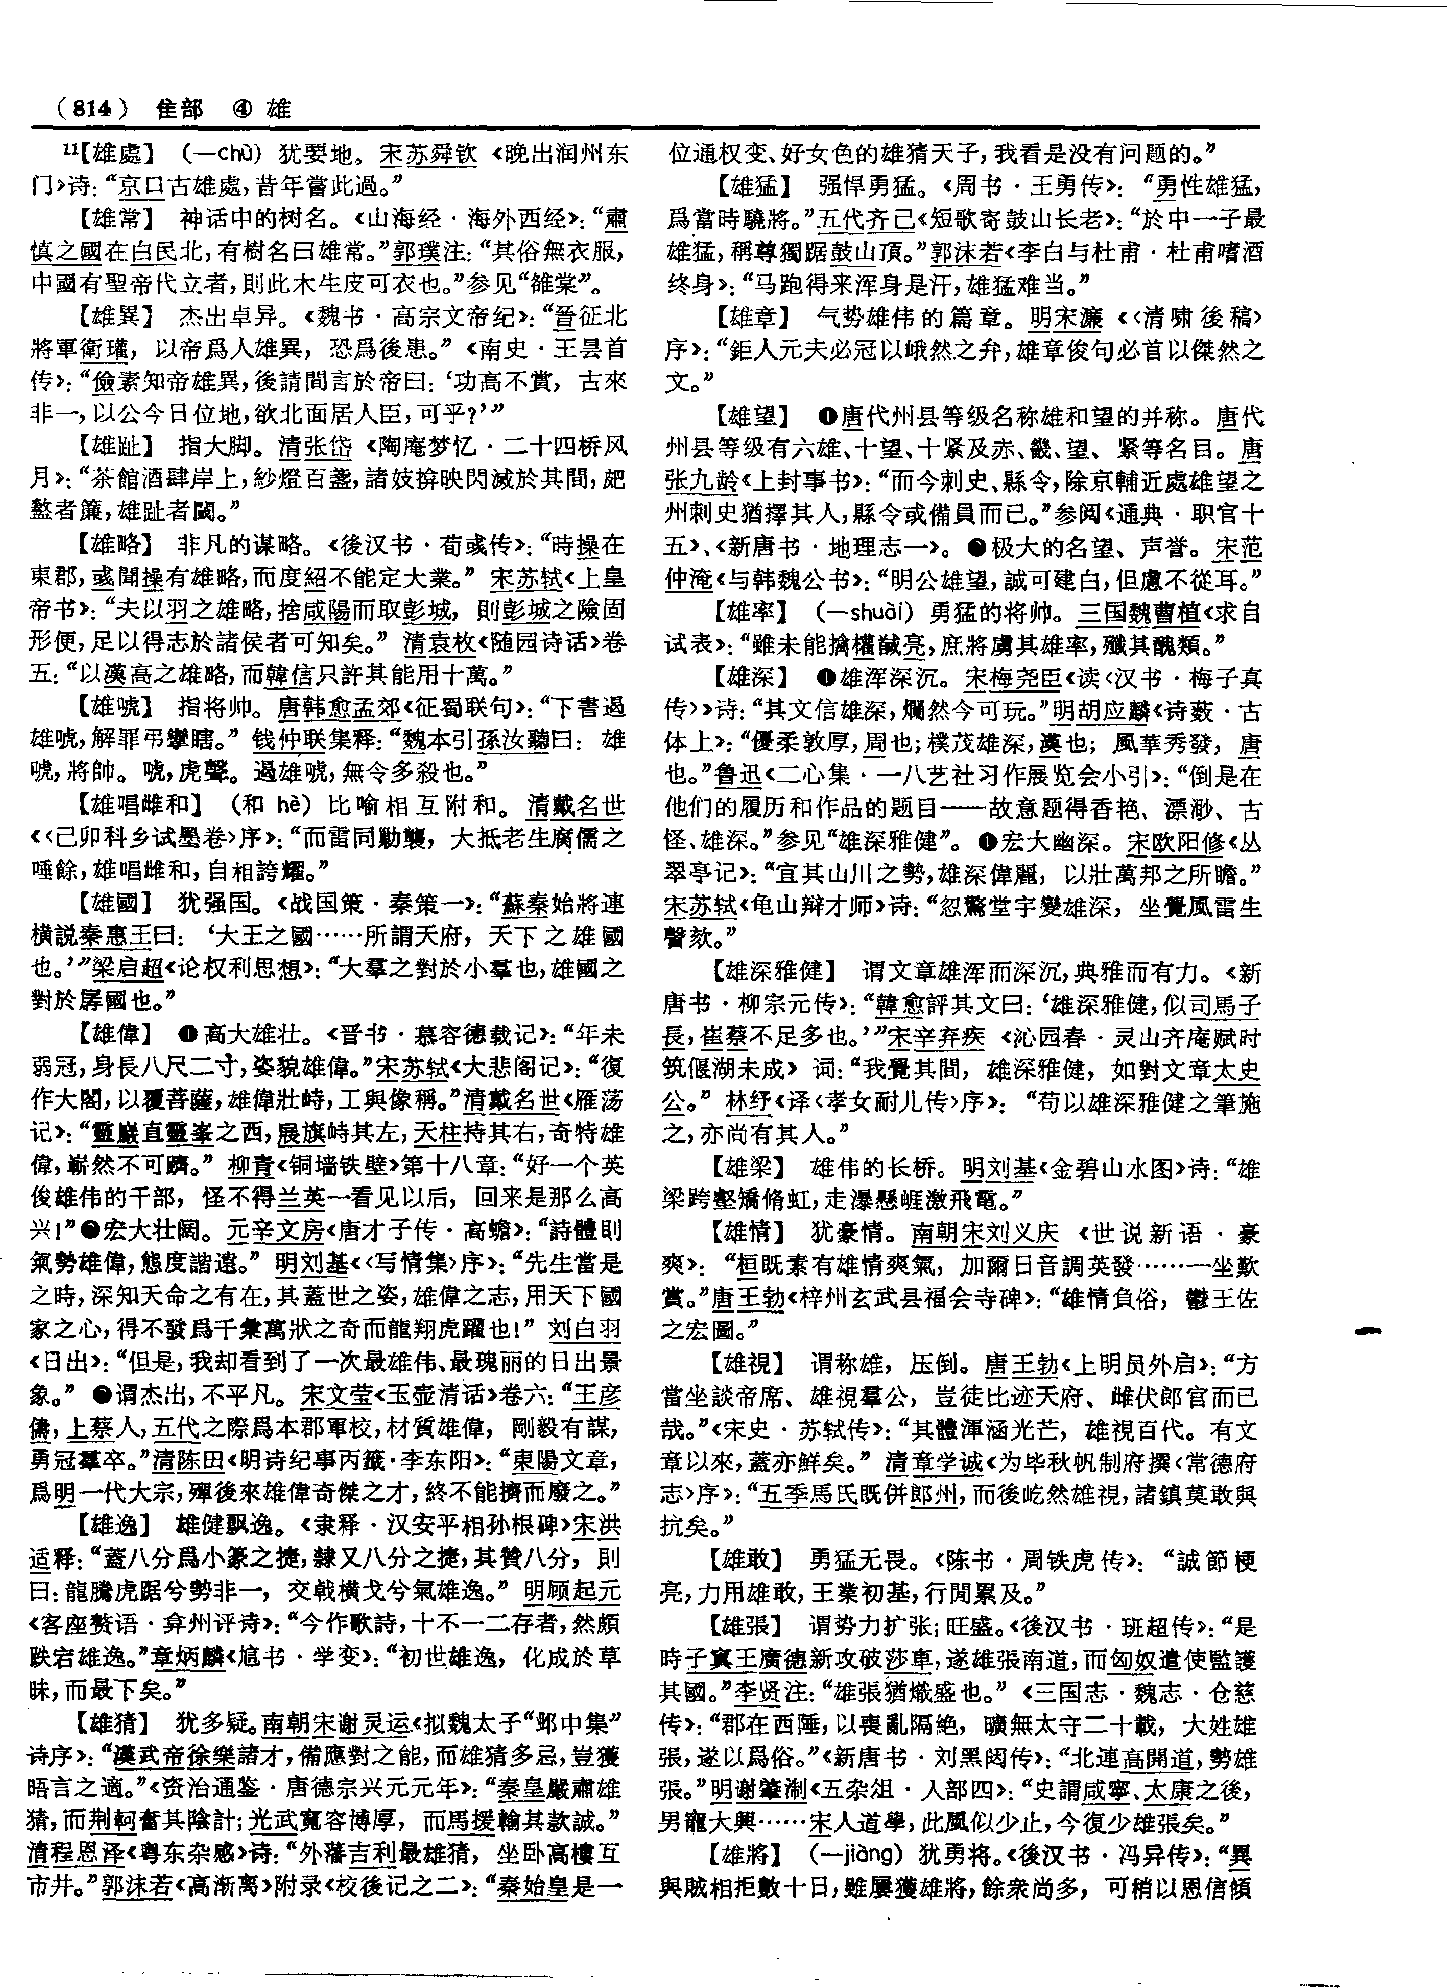 （814） 隹部 ④ 雄
11【雄處】（—chù）犹要地。宋苏舜钦《晚出润州东
门》诗：“京口古雄處，昔年嘗此過。”
【雄常】 神话中的树名。《山海经·海外西经》：“肅
慎之國在白民北，有樹名曰雄常。”郭璞注：“其俗無衣服，
中國有聖帝代立者，則此木生皮可衣也。”参见“雒棠”。
【雄異】 杰出卓异。《魏书·高宗文帝纪》：“晉征北
將軍衛瓘，以帝爲人雄異，恐爲後患。”《南史·王昙首
传》：“儉素知帝雄異，後請間言於帝曰：‘功高不賞，古來
非一，以公今日位地，欲北面居人臣，可乎？’”
【雄趾】 指大脚。清张岱《陶庵梦忆·二十四桥风
月》：“茶館酒肆岸上，紗燈百盞，諸妓揜映閃滅於其間，皅
盭者簾，雄趾者閾。”
【雄略】 非凡的谋略。《後汉书·荀彧传》：“時操在
東郡，彧聞操有雄略，而度紹不能定大業。”宋苏轼《上皇
帝书》：“夫以羽之雄略，捨咸陽而取彭城，則彭城之險固
形便，足以得志於諸侯者可知矣。”清袁枚《随园诗话》卷
五：“以漢高之雄略，而韓信只許其能用十萬。”
【雄唬】 指将帅。唐韩愈孟郊《征蜀联句》：“下書遏
雄唬，解罪弔攣瞎。”钱仲联集释：“魏本引孫汝聽曰：雄
唬，將帥。唬，虎聲。遏雄唬，無令多殺也。”
【雄唱雌和】（和 hè）比喻相互附和。清戴名世
《〈己卯科乡试墨卷〉序》：“而雷同勦襲，大抵老生腐儒之
唾餘，雄唱雌和，自相誇耀。”
【雄國】 犹强国。《战国策·秦策一》：“蘇秦始將連
横説秦惠王曰：‘大王之國……所謂天府，天下之雄國
也。’”梁启超《论权利思想》：“大羣之對於小羣也，雄國之
對於孱國也。”
【雄偉】 ❶高大雄壮。《晋书·慕容德载记》：“年未
弱冠，身長八尺二寸，姿貌雄偉。”宋苏轼《大悲阁记》：“復
作大閣，以覆菩薩，雄偉壯峙，工與像稱。”清戴名世《雁荡
记》：“靈巖直靈峯之西，展旗峙其左，天柱持其右，奇特雄
偉，嶄然不可躋。”柳青《铜墙铁壁》第十八章：“好一个英
俊雄伟的干部，怪不得兰英一看见以后，回来是那么高
兴！”❷宏大壮阔。元辛文房《唐才子传·高蟾》：“詩體則
氣勢雄偉，態度諧遠。”明刘基《〈写情集〉序》：“先生當是
之時，深知天命之有在，其蓋世之姿，雄偉之志，用天下國
家之心，得不發爲千彙萬狀之奇而龍翔虎躍也！”刘白羽
《日出》：“但是，我却看到了一次最雄伟、最瑰丽的日出景
象。”❸谓杰出，不平凡。宋文莹《玉壶清话》卷六：“王彦
儔，上蔡人，五代之際爲本郡軍校，材質雄偉，剛毅有謀，
勇冠羣卒。”清陈田《明诗纪事丙籤·李东阳》：“東陽文章，
爲明一代大宗，殫後來雄偉奇傑之才，終不能擠而廢之。”
【雄逸】 雄健飘逸。《隶释·汉安平相孙根碑》宋洪
适释：“蓋八分爲小篆之捷，隸又八分之捷，其贊八分，則
曰：龍騰虎踞兮勢非一，交戟横戈兮氣雄逸。”明顾起元
《客座赘语·弇州评诗》：“今作歌詩，十不一二存者，然頗
跌宕雄逸。”章炳麟《訄书·学变》：“初世雄逸，化成於草
昧，而最下矣。”
【雄猜】 犹多疑。南朝宋谢灵运《拟魏太子“邺中集”
诗序》：“漢武帝徐樂諸才，備應對之能，而雄猜多忌，豈獲
晤言之適。”《资治通鉴·唐德宗兴元元年》：“秦皇嚴肅雄
猜，而荆軻奮其陰計；光武寬容博厚，而馬援輸其款誠。”
清程恩泽《粤东杂感》诗：“外藩吉利最雄猜，坐卧高樓互
市井。”郭沫若《高渐离》附录《校後记之二》：“秦始皇是一
位通权变、好女色的雄猜天子，我看是没有问题的。”
【雄猛】 强悍勇猛。《周书·王勇传》：“勇性雄猛，
爲當時驍將。”五代齐己《短歌寄鼓山长老》：“於中一子最
雄猛，稱尊獨踞鼓山頂。”郭沫若《李白与杜甫·杜甫嗜酒
终身》：“马跑得来浑身是汗，雄猛难当。”
【雄章】 气势雄伟的篇章。明宋濂《〈清啸後稿〉
序》：“鉅人元夫必冠以峨然之弁，雄章俊句必首以傑然之
文。”
【雄望】 ❶唐代州县等级名称雄和望的并称。唐代
州县等级有六雄、十望、十紧及赤、畿、望、紧等名目。唐
张九龄《上封事书》：“而今刺史、縣令，除京輔近處雄望之
州刺史猶擇其人，縣令或備員而已。”参阅《通典·职官十
五》、《新唐书·地理志一》。❷极大的名望、声誉。宋范
仲淹《与韩魏公书》：“明公雄望，誠可建白，但慮不從耳。”
【雄率】（—shuài）勇猛的将帅。三国魏曹植《求自
试表》：“雖未能擒權馘亮，庶將虜其雄率，殲其醜類。”
【雄深】 ❶雄浑深沉。宋梅尧臣《读〈汉书·梅子真
传〉》诗：“其文信雄深，爛然今可玩。”明胡应麟《诗薮·古
体上》：“優柔敦厚，周也；樸茂雄深，漢也；風華秀發，唐
也。”鲁迅《二心集·一八艺社习作展览会小引》：“倒是在
他们的履历和作品的题目——故意题得香艳、漂渺、古
怪、雄深。”参见“雄深雅健”。❷宏大幽深。宋欧阳修《丛
翠亭记》：“宜其山川之勢，雄深偉麗，以壯萬邦之所瞻。”
宋苏轼《龟山辩才师》诗：“忽驚堂宇變雄深，坐覺風雷生
謦欬。”
【雄深雅健】 谓文章雄浑而深沉，典雅而有力。《新
唐书·柳宗元传》：“韓愈評其文曰：‘雄深雅健，似司馬子
長，崔蔡不足多也。’”宋辛弃疾《沁园春·灵山齐庵赋时
筑偃湖未成》词：“我覺其間，雄深雅健，如對文章太史
公。”林纾《译〈孝女耐儿传〉序》：“苟以雄深雅健之筆施
之，亦尚有其人。”
【雄梁】 雄伟的长桥。明刘基《金碧山水图》诗：“雄
梁跨壑矯脩虹，走瀑懸崕激飛電。”
【雄情】 犹豪情。南朝宋刘义庆《世说新语·豪
爽》：“桓既素有雄情爽氣，加爾日音調英發……一坐歎
賞。”唐王勃《梓州玄武县福会寺碑》：“雄情負俗，鬱王佐
之宏圖。”
【雄視】 谓称雄，压倒。唐王勃《上明员外启》：“方
當坐談帝席、雄視羣公，豈徒比迹天府、雌伏郎官而已
哉。”《宋史·苏轼传》：“其體渾涵光芒，雄視百代。有文
章以來，蓋亦鮮矣。”清章学诚《为毕秋帆制府撰〈常德府
志〉序》：“五季馬氏既併郎州，而後屹然雄視，諸鎮莫敢與
抗矣。”
【雄敢】 勇猛无畏。《陈书·周铁虎传》：“誠節梗
亮，力用雄敢，王業初基，行間累及。”
【雄張】 谓势力扩张；旺盛。《後汉书·班超传》：“是
時于窴王廣德新攻破莎車，遂雄張南道，而匈奴遣使監護
其國。”李贤注：“雄張猶熾盛也。”《三国志·魏志·仓慈
传》：“郡在西陲，以喪亂隔絶，曠無太守二十載，大姓雄
張，遂以爲俗。”《新唐书·刘黑闼传》：“北連高開道，勢雄
張。”明谢肇淛《五杂俎·人部四》：“史謂咸寧、太康之後，
男寵大興……宋人道學，此風似少止，今復少雄張矣。”
【雄將】（—jiàng）犹勇将。《後汉书·冯异传》：“異
與賊相拒數十日，雖屢獲雄將，餘衆尚多，可稍以恩信傾